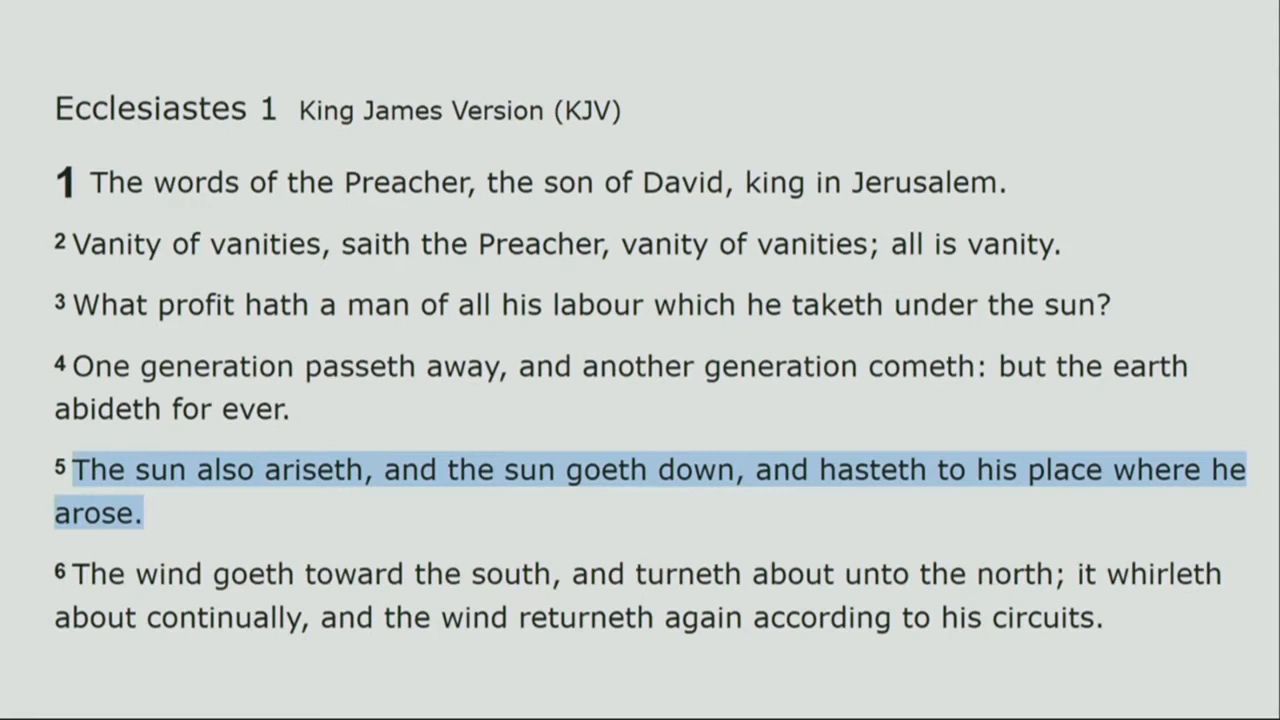 Ecclesiastes 1 King James Version (KJV)
1 The words of the Preacher, the son of David, king in Jerusalem.
2 Vanity of vanities, saith the Preacher, vanity of vanities; all is vanity.
3 What profit hath a man of all his labour which he taketh under the sun?
4 One generation passeth away, and another generation cometh: but the earth
abideth for ever.
5 The sun also ariseth, and the sun goeth down, and hasteth to his place where he
arose.
6 The wind goeth toward the south, and turneth about unto the north; it whirleth
about continually, and the wind returneth again according to his circuits.